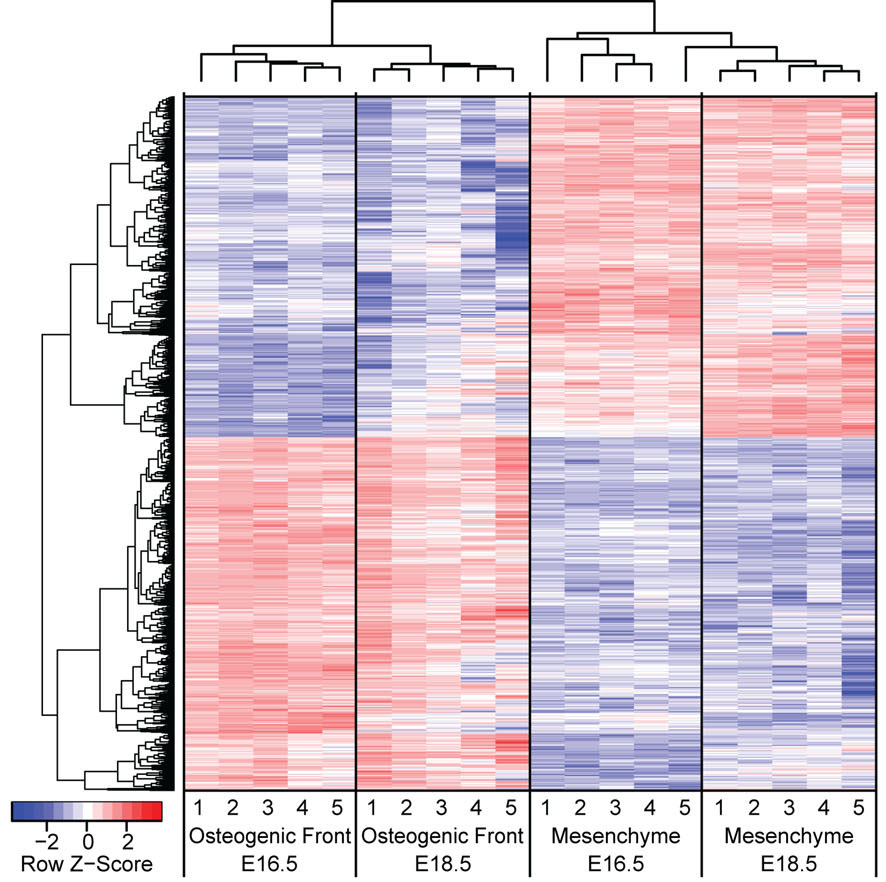 1 2 3 4 5 1 2 3 4 5 1 2 3 4 5 1 2 3 4 5
Osteogenic Front Osteogenic Front Mesenchyme Mesenchyme
E16.5 E18.5 E16.5 E18.5
−2 0 2
Row Z−Score